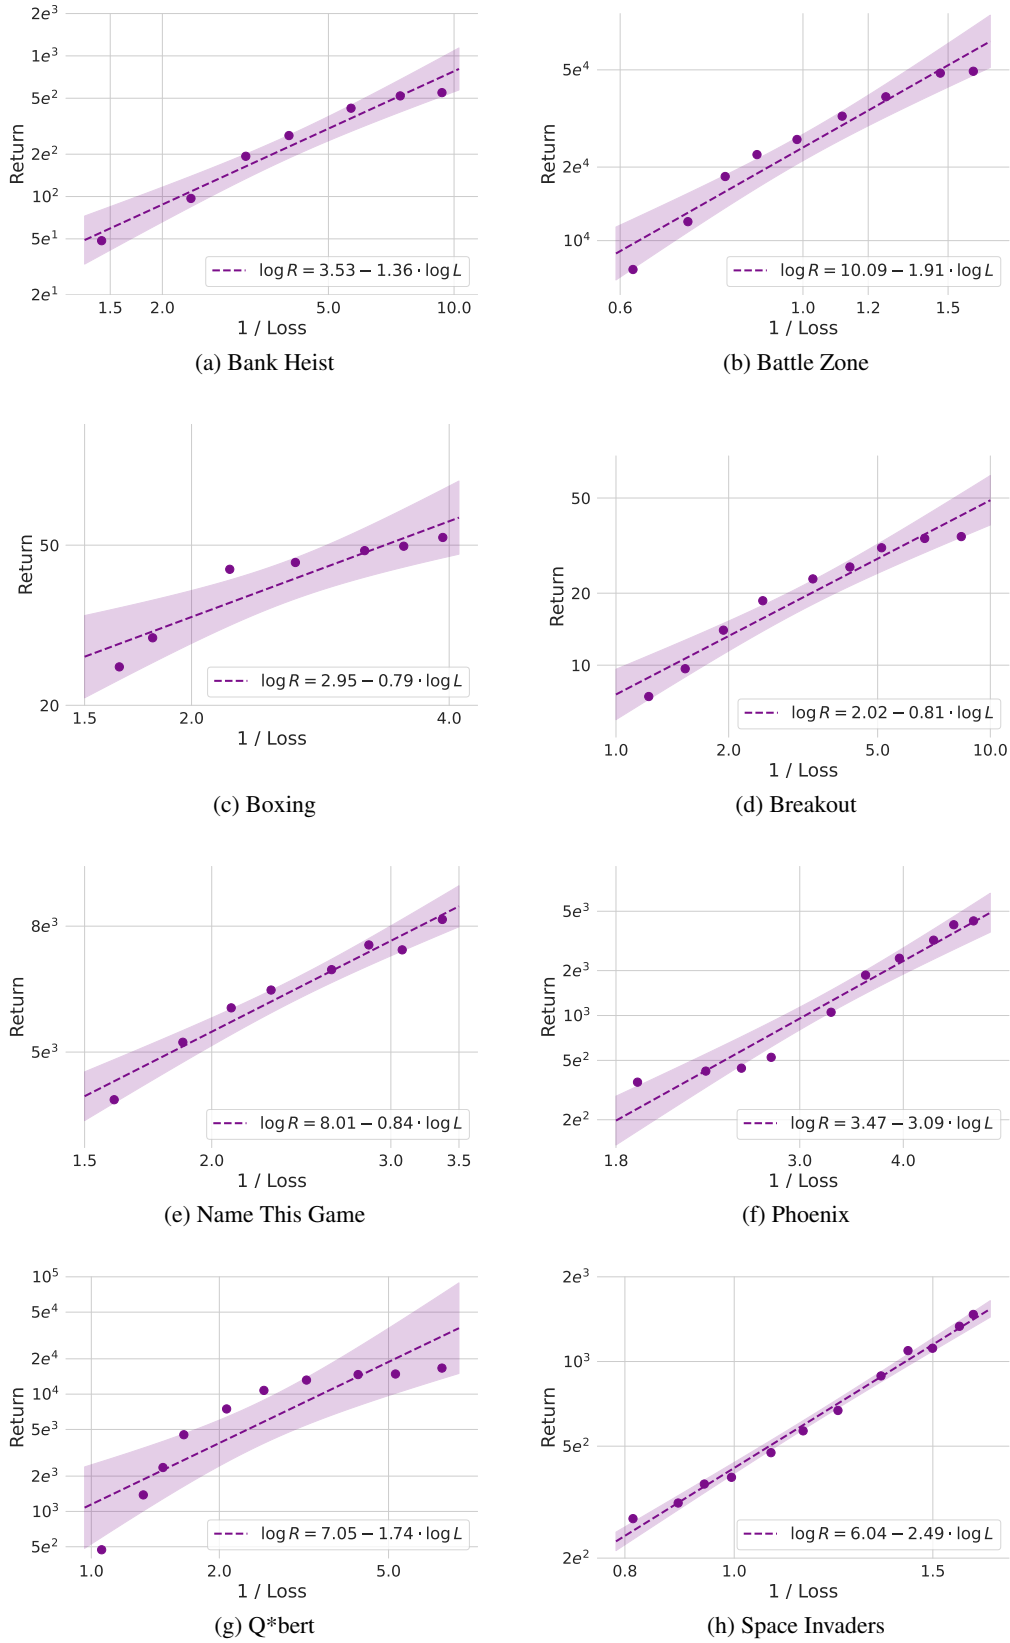 2e³
1e³
5e²
2e²
10²
5e¹
2e¹
Return
log R = 3.53 − 1.36 · log L
1.5 2.0 5.0 10.0
1 / Loss
(a) Bank Heist
5e⁴
2e⁴
10⁴
Return
log R = 10.09 − 1.91 · log L
0.6 1.0 1.2 1.5
1 / Loss
(b) Battle Zone
50
20
Return
log R = 2.95 − 0.79 · log L
1.5 2.0 4.0
1 / Loss
(c) Boxing
50
20
10
Return
log R = 2.02 − 0.81 · log L
1.0 2.0 5.0 10.0
1 / Loss
(d) Breakout
8e³
5e³
Return
log R = 8.01 − 0.84 · log L
1.5 2.0 3.0 3.5
1 / Loss
(e) Name This Game
5e³
2e³
10³
5e²
2e²
Return
log R = 3.47 − 3.09 · log L
1.8 3.0 4.0
1 / Loss
(f) Phoenix
10⁵
5e⁴
2e⁴
10⁴
5e³
2e³
10³
5e²
Return
log R = 7.05 − 1.74 · log L
1.0 2.0 5.0
1 / Loss
(g) Q*bert
2e³
10³
5e²
2e²
Return
log R = 6.04 − 2.49 · log L
0.8 1.0 1.5
1 / Loss
(h) Space Invaders